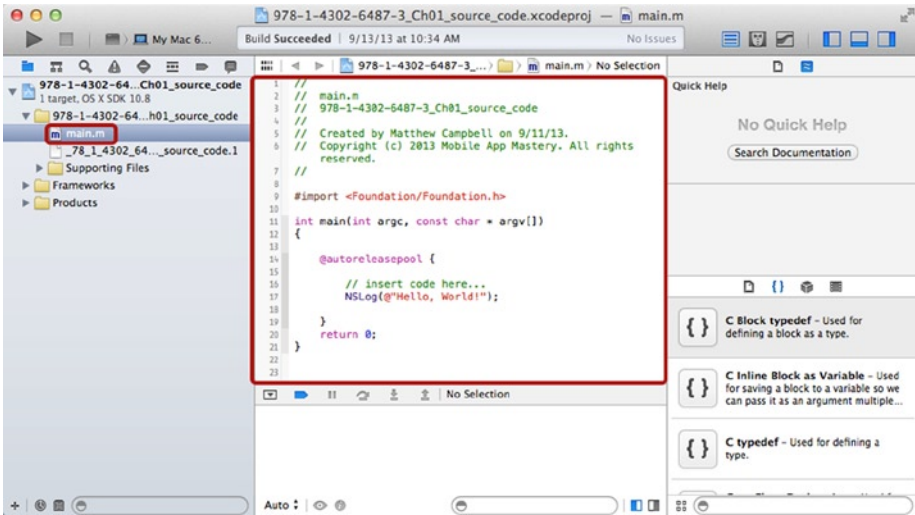 978-1-4302-6487-3_Ch01_source_code.xcodeproj — m main.m
My Mac 6...
Build Succeeded | 9/13/13 at 10:34 AM
No Issues
978-1-4302-64...Ch01_source_code
1 target, OS X SDK 10.8
978-1-4302-64...h01_source_code
m main.m
_78_1_4302_64..._source_code.1
Supporting Files
Frameworks
Products
978-1-4302-6487-3_...) m main.m No Selection
1 //
2 // main.m
3 // 978-1-4302-6487-3_Ch01_source_code
4 //
5 // Created by Matthew Campbell on 9/11/13.
6 // Copyright (c) 2013 Mobile App Mastery. All rights
reserved.
7 //
8
9 #import <Foundation/Foundation.h>
10
11 int main(int argc, const char * argv[])
12 {
13
14 @autoreleasepool {
15
16 // insert code here...
17 NSLog(@"Hello, World!");
18
19 }
20 return 0;
21 }
22
23
No Selection
Auto
Quick Help
No Quick Help
Search Documentation
{ }
{ } C Block typedef – Used for
defining a block as a type.
{ } C Inline Block as Variable – Used
for saving a block to a variable so we
can pass it as an argument multiple...
{ } C typedef – Used for defining a
type.